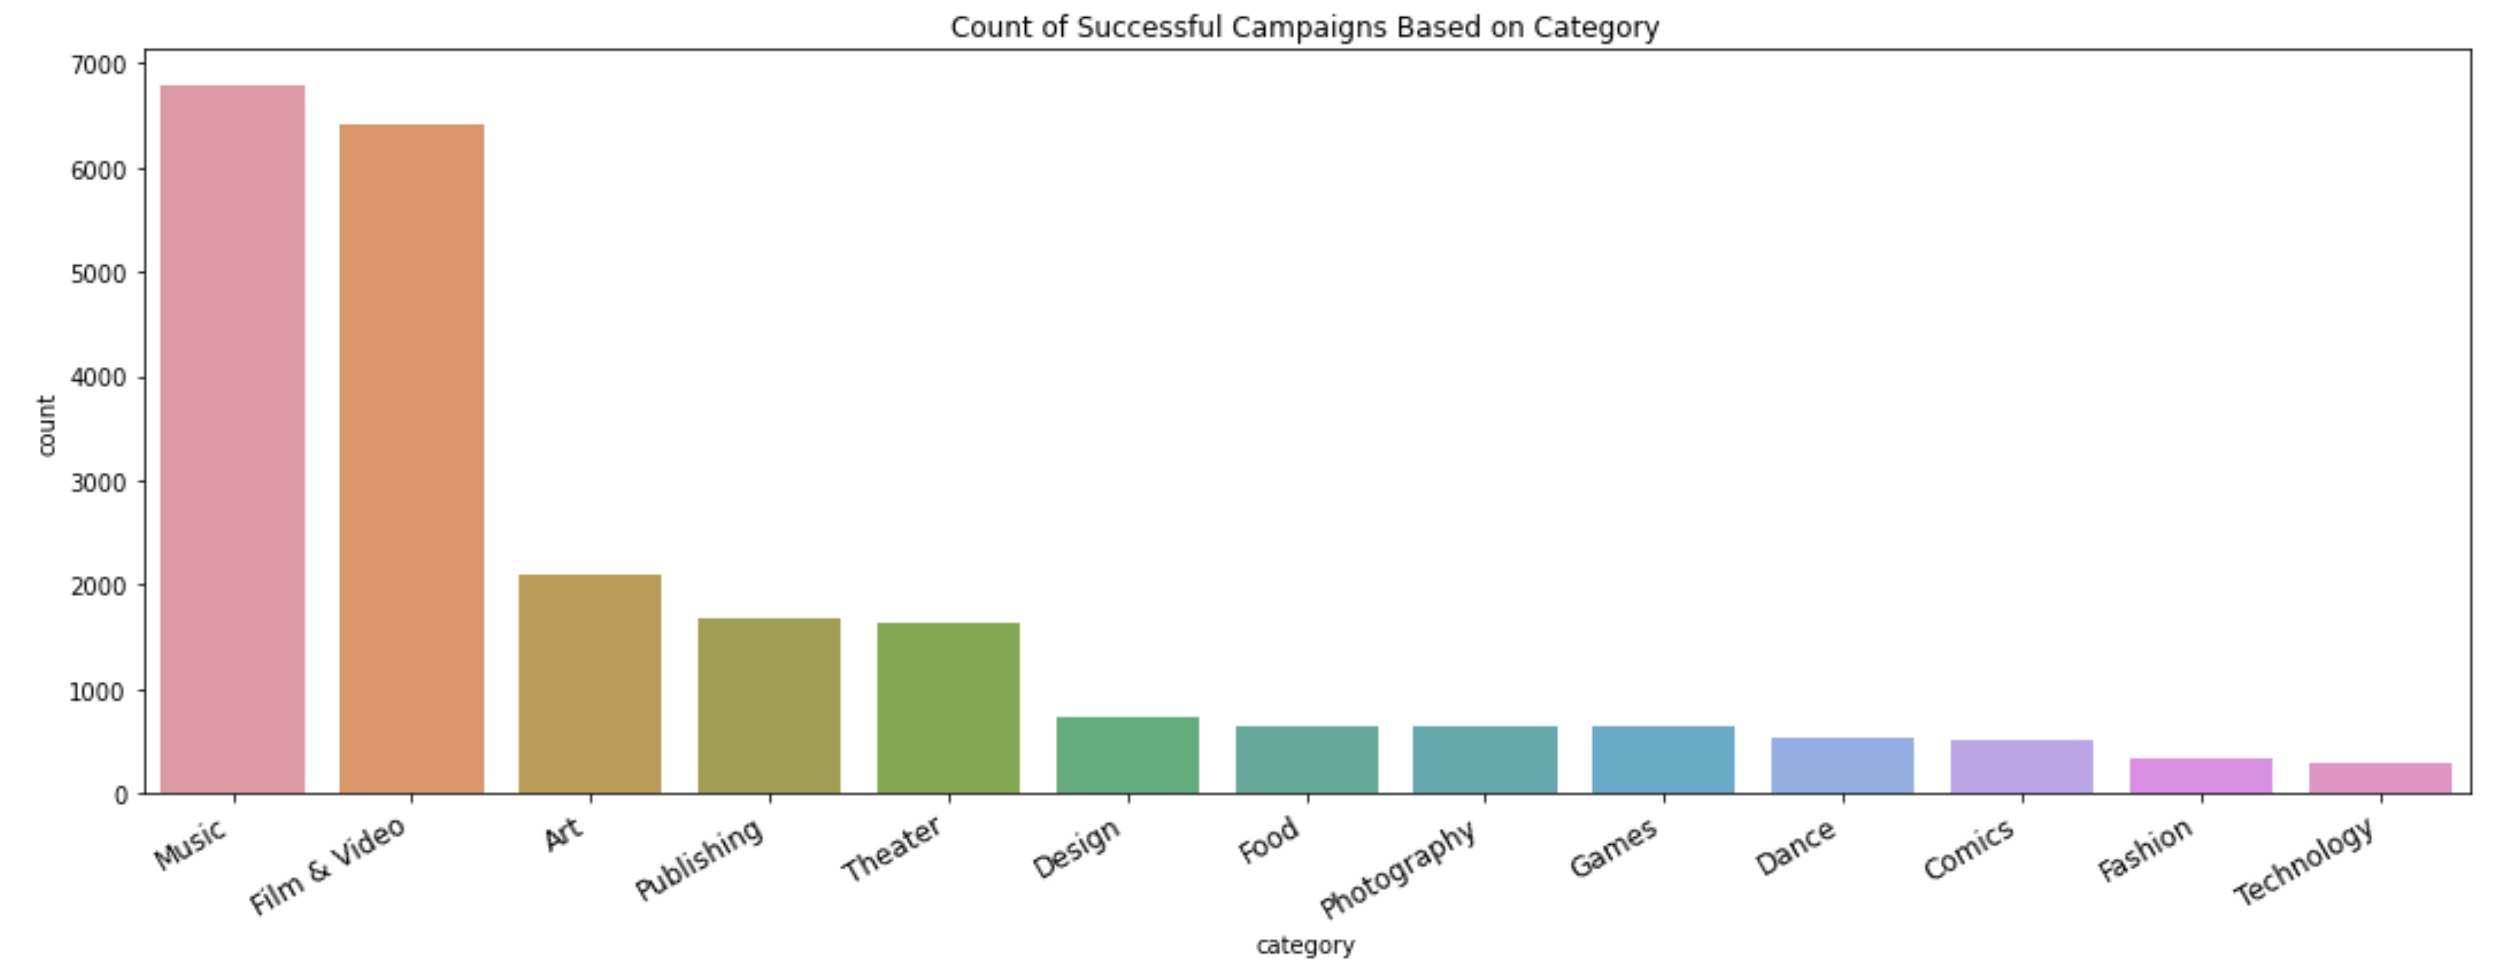 Count of Successful Campaigns Based on Category
7000
6000
5000
4000
3000
2000
1000
0
count
Music
Film & Video
Art
Publishing
Theater
Design
Food
Photography
Games
Dance
Comics
Fashion
Technology
category